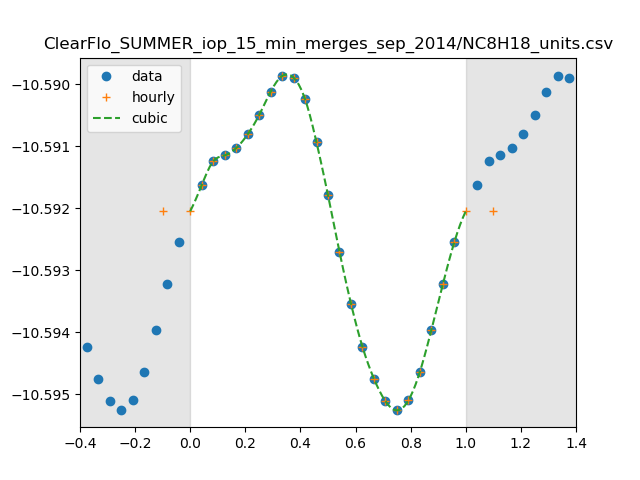 ClearFlo_SUMMER_iop_15_min_merges_sep_2014/NC8H18_units.csv
data
hourly
cubic
−10.590
−10.591
−10.592
−10.593
−10.594
−10.595
−0.4 −0.2 0.0 0.2 0.4 0.6 0.8 1.0 1.2 1.4